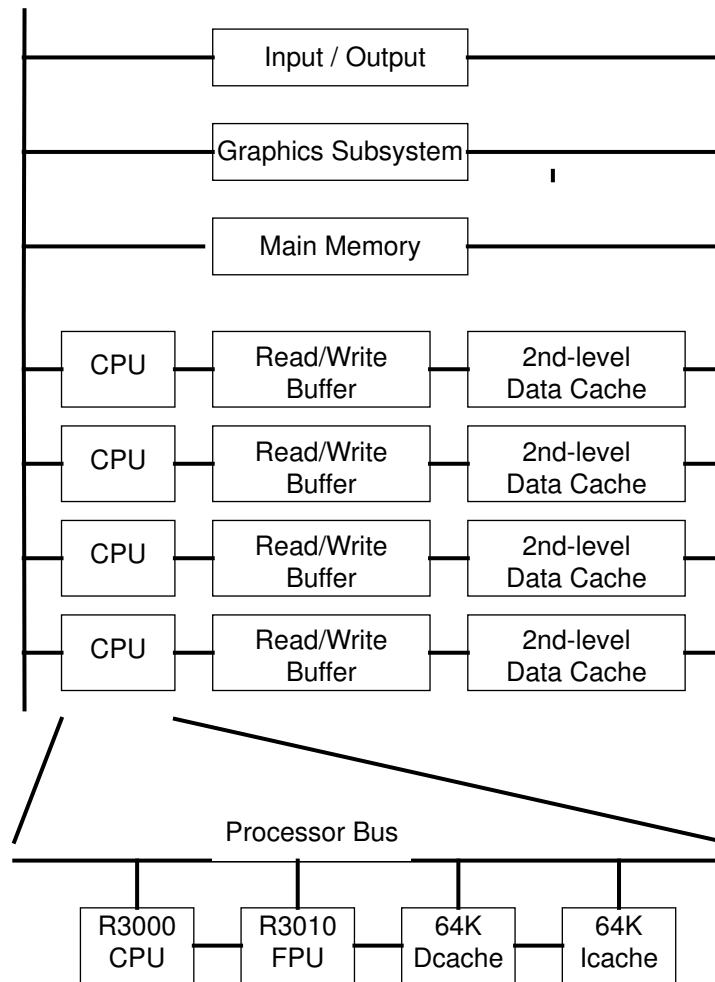 Input / Output
Graphics Subsystem
Main Memory
CPU
Read/Write
Buffer
2nd-level
Data Cache
CPU
Read/Write
Buffer
2nd-level
Data Cache
CPU
Read/Write
Buffer
2nd-level
Data Cache
CPU
Read/Write
Buffer
2nd-level
Data Cache
Processor Bus
R3000
CPU
R3010
FPU
64K
Dcache
64K
Icache